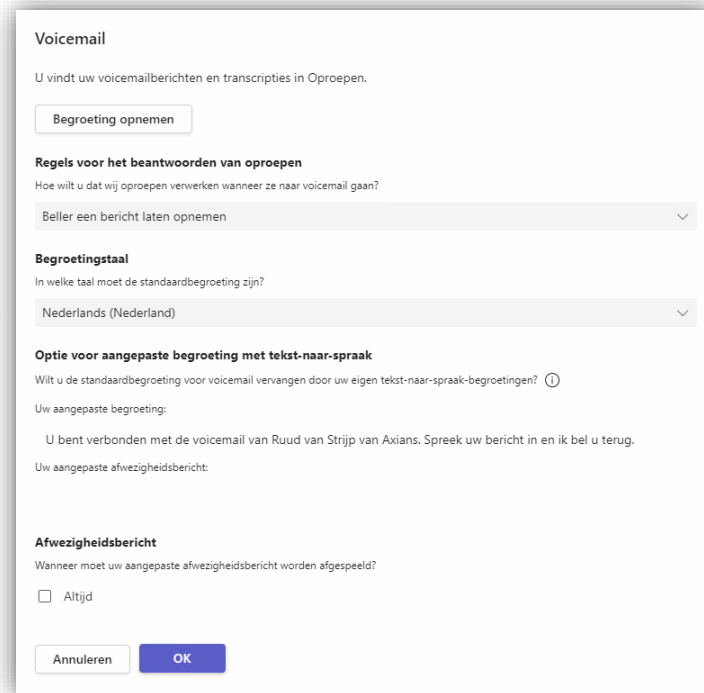 Voicemail
U vindt uw voicemailberichten en transcripties in Oproepen.
Begroeting opnemen
Regels voor het beantwoorden van oproepen
Hoe wilt u dat wij oproepen verwerken wanneer ze naar voicemail gaan?
Beller een bericht laten opnemen
Begroetingstaal
In welke taal moet de standaardbegroeting zijn?
Nederlands (Nederland)
Optie voor aangepaste begroeting met tekst-naar-spraak
Wilt u de standaardbegroeting voor voicemail vervangen door uw eigen tekst-naar-spraak-begroetingen?
Uw aangepaste begroeting:
U bent verbonden met de voicemail van Ruud van Strijp van Axians. Spreek uw bericht in en ik bel u terug.
Uw aangepaste afwezigheidsbericht:
Afwezigheidsbericht
Wanneer moet uw aangepaste afwezigheidsbericht worden afgespeeld?
Altijd
Annuleren OK